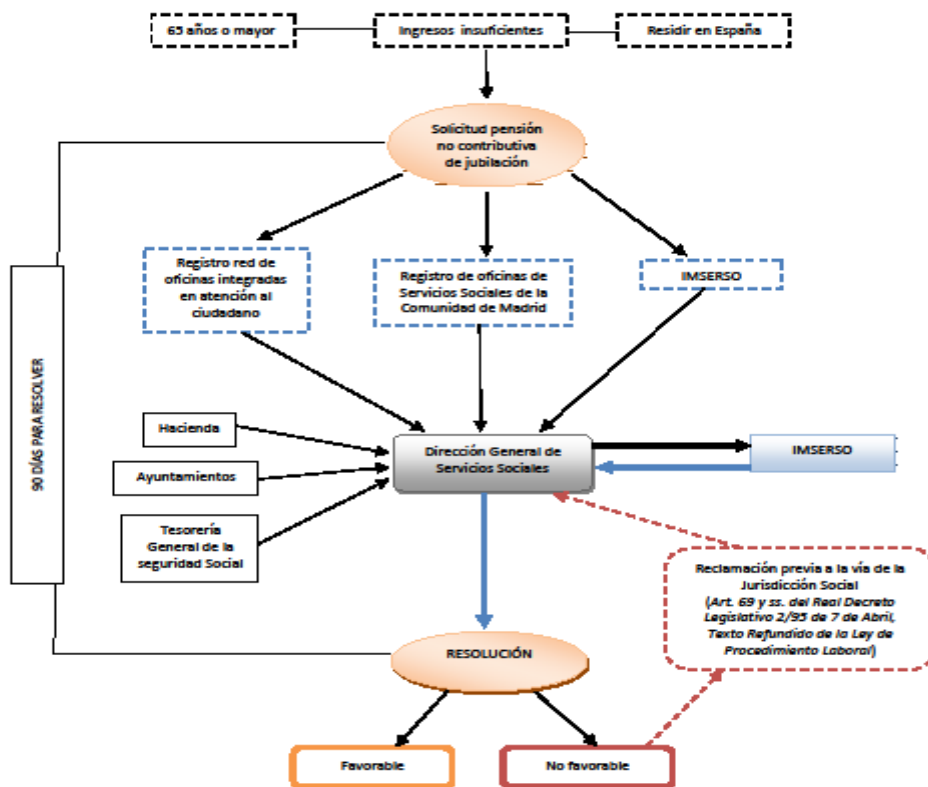 65 años o mayor
Ingresos insuficientes
Residir en España
Solicitud pensión
no contributiva
de jubilación
Registro red de
oficinas integradas
en atención al
ciudadano
Registro de oficinas de
Servicios Sociales de la
Comunidad de Madrid
IMSERSO
90 DÍAS PARA RESOLVER
Hacienda
Ayuntamientos
Tesorería
General de la
seguridad Social
Dirección General de
Servicios Sociales
IMSERSO
Reclamación previa a la vía de la
Jurisdicción Social
(Art. 69 y ss. del Real Decreto
Legislativo 2/95 de 7 de Abril,
Texto Refundido de la Ley de
Procedimiento Laboral)
RESOLUCIÓN
Favorable
No favorable